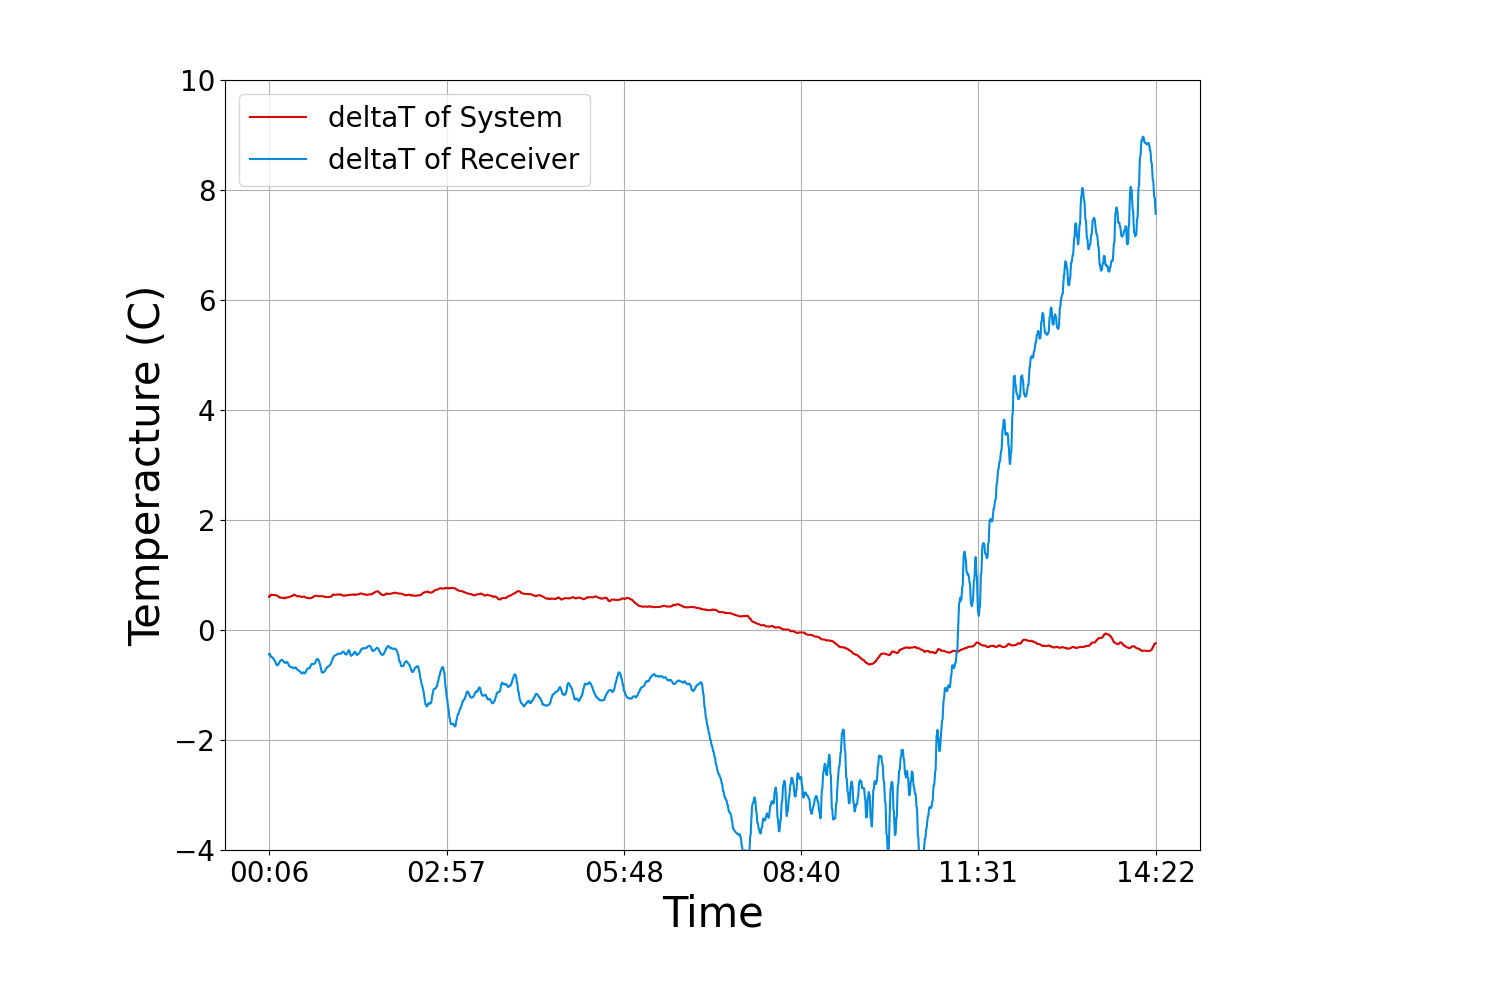 deltaT of System
deltaT of Receiver
Temperacture (C)
10
8
6
4
2
0
−2
−4
00:06 02:57 05:48 08:40 11:31 14:22
Time